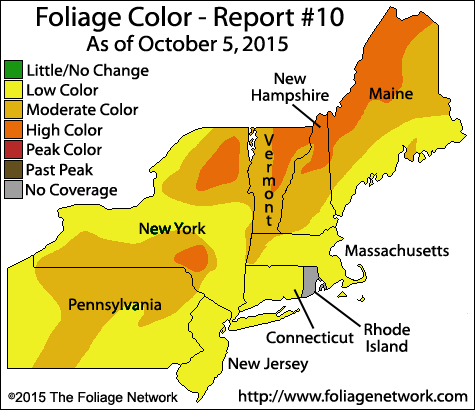 Foliage Color - Report #10
As of October 5, 2015
Little/No Change
Low Color
Moderate Color
High Color
Peak Color
Past Peak
No Coverage
New
Hampshire
Maine
Vermont
New York
Massachusetts
Pennsylvania
Connecticut
Rhode
Island
New Jersey
©2015 The Foliage Network
http://www.foliagenetwork.com